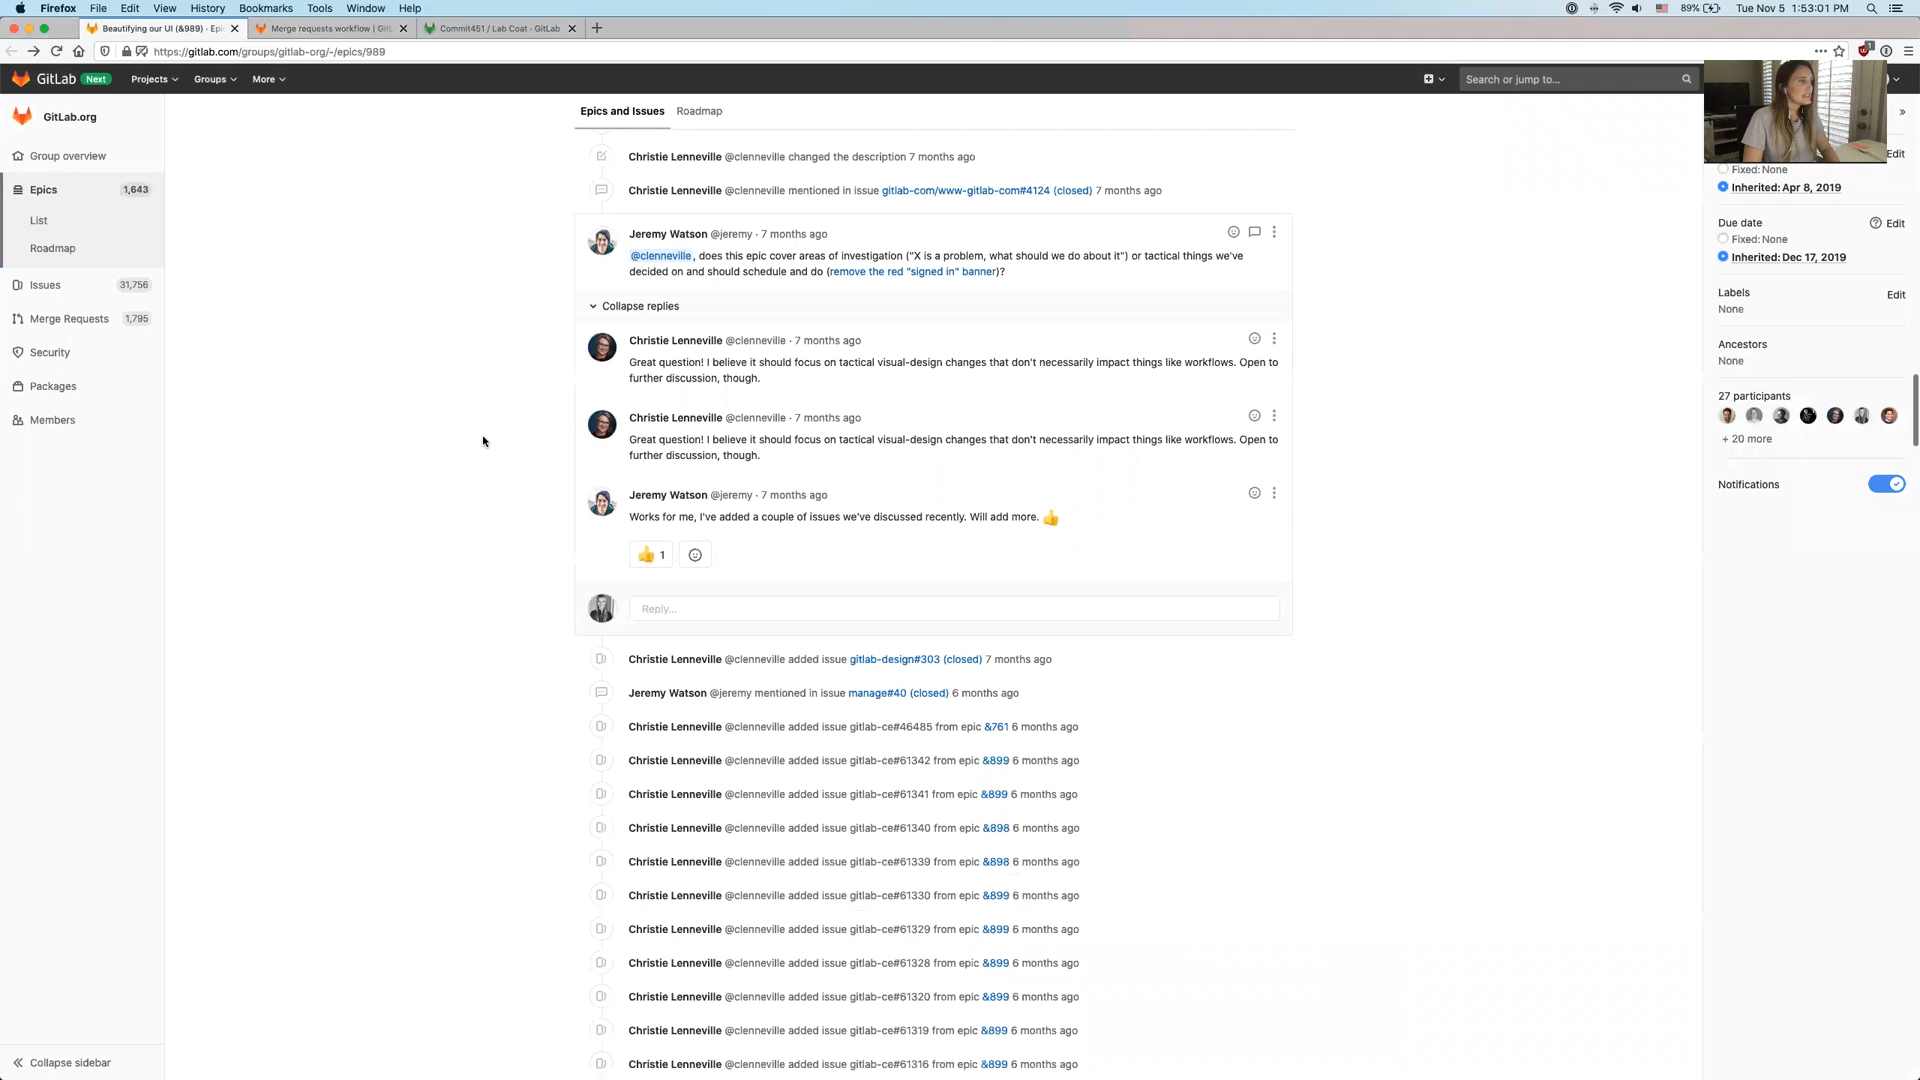 Firefox File Edit View History Bookmarks Tools Window Help 89% Tue Nov 5 1:53:01 PM
Beautifying our UI (&989) · Epi Merge requests workflow | GitL Commit451 / Lab Coat · GitLab
https://gitlab.com/groups/gitlab-org/-/epics/989
GitLab Next Projects Groups More Search or jump to...
GitLab.org
Group overview
Epics 1,643
List
Roadmap
Issues 31,756
Merge Requests 1,795
Security
Packages
Members
Collapse sidebar
Epics and Issues Roadmap
Christie Lenneville @clenneville changed the description 7 months ago
Christie Lenneville @clenneville mentioned in issue gitlab-com/www-gitlab-com#4124 (closed) 7 months ago
Jeremy Watson @jeremy · 7 months ago
@clenneville, does this epic cover areas of investigation ("X is a problem, what should we do about it") or tactical things we've
decided on and should schedule and do (remove the red "signed in" banner)?
Collapse replies
Christie Lenneville @clenneville · 7 months ago
Great question! I believe it should focus on tactical visual-design changes that don't necessarily impact things like workflows. Open to
further discussion, though.
Christie Lenneville @clenneville · 7 months ago
Great question! I believe it should focus on tactical visual-design changes that don't necessarily impact things like workflows. Open to
further discussion, though.
Jeremy Watson @jeremy · 7 months ago
Works for me, I've added a couple of issues we've discussed recently. Will add more. 👍
👍 1
Reply...
Christie Lenneville @clenneville added issue gitlab-design#303 (closed) 7 months ago
Jeremy Watson @jeremy mentioned in issue manage#40 (closed) 6 months ago
Christie Lenneville @clenneville added issue gitlab-ce#46485 from epic &761 6 months ago
Christie Lenneville @clenneville added issue gitlab-ce#61342 from epic &899 6 months ago
Christie Lenneville @clenneville added issue gitlab-ce#61341 from epic &899 6 months ago
Christie Lenneville @clenneville added issue gitlab-ce#61340 from epic &898 6 months ago
Christie Lenneville @clenneville added issue gitlab-ce#61339 from epic &898 6 months ago
Christie Lenneville @clenneville added issue gitlab-ce#61330 from epic &899 6 months ago
Christie Lenneville @clenneville added issue gitlab-ce#61329 from epic &899 6 months ago
Christie Lenneville @clenneville added issue gitlab-ce#61328 from epic &899 6 months ago
Christie Lenneville @clenneville added issue gitlab-ce#61320 from epic &899 6 months ago
Christie Lenneville @clenneville added issue gitlab-ce#61319 from epic &899 6 months ago
Christie Lenneville @clenneville added issue gitlab-ce#61316 from epic &899 6 months ago
Edit
Fixed: None
Inherited: Apr 8, 2019
Due date Edit
Fixed: None
Inherited: Dec 17, 2019
Labels Edit
None
Ancestors
None
27 participants
+ 20 more
Notifications